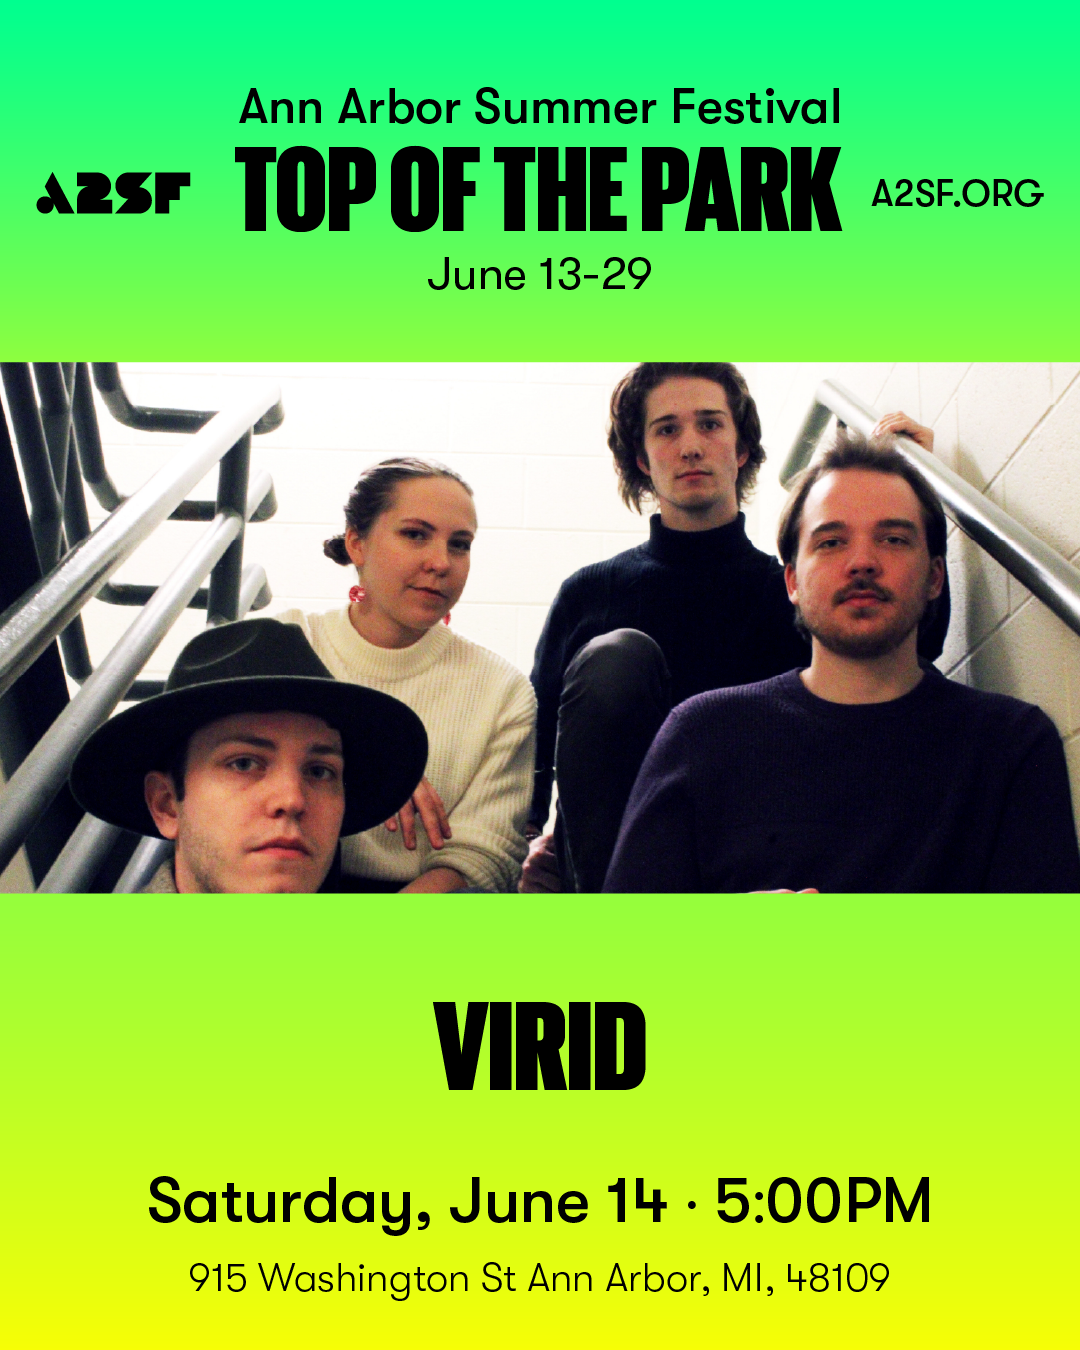 Ann Arbor Summer Festival
A2SF
TOP OF THE PARK
A2SF.ORG
June 13-29
VIRID
Saturday, June 14 · 5:00PM
915 Washington St Ann Arbor, MI, 48109